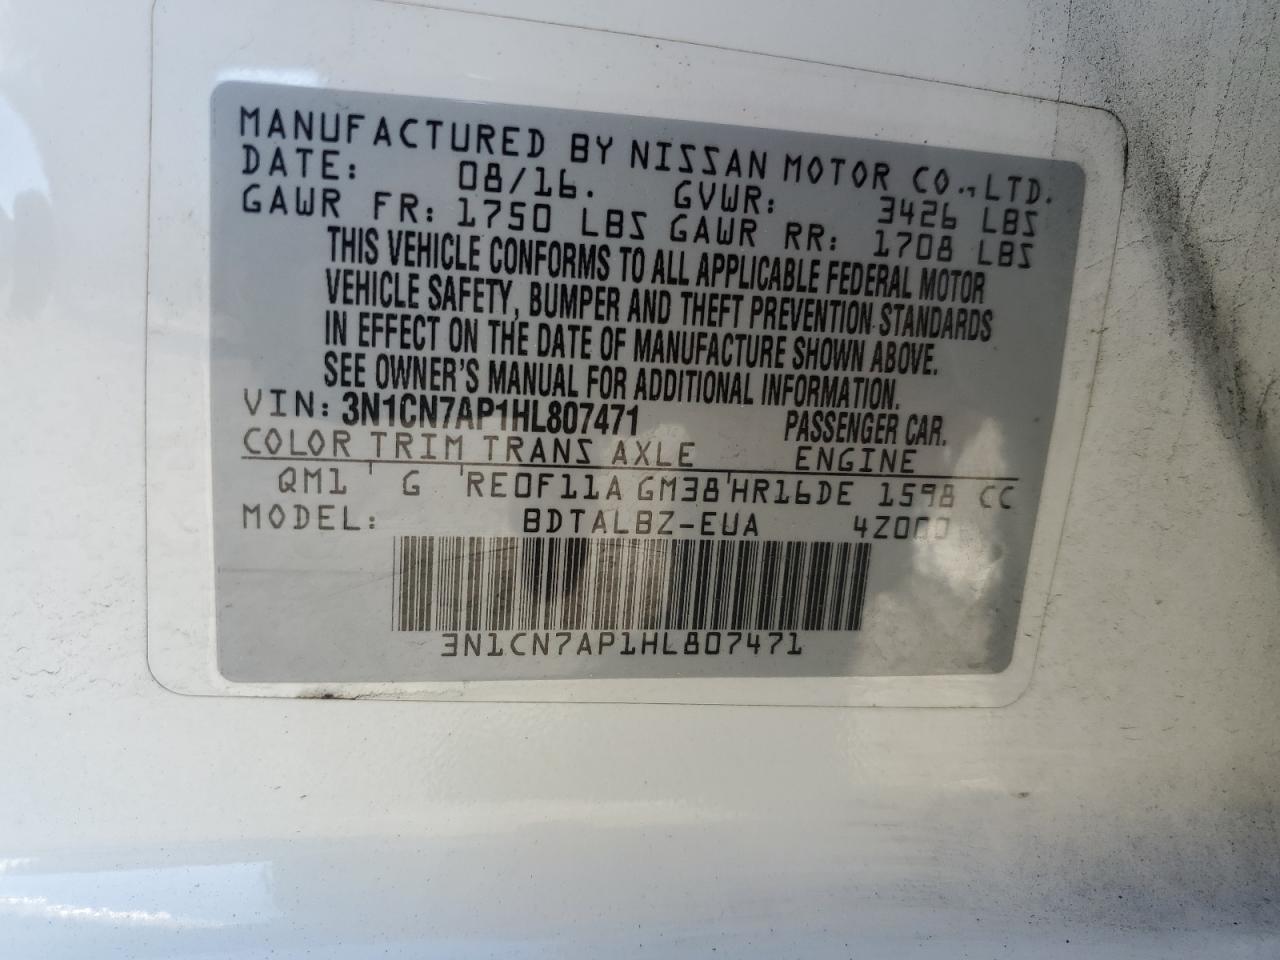 MANUFACTURED BY NISSAN MOTOR CO., LTD.
DATE: 08/16. GVWR: 3426 LBS
GAWR FR: 1750 LBS GAWR RR: 1708 LBS
THIS VEHICLE CONFORMS TO ALL APPLICABLE FEDERAL MOTOR
VEHICLE SAFETY, BUMPER AND THEFT PREVENTION STANDARDS
IN EFFECT ON THE DATE OF MANUFACTURE SHOWN ABOVE.
SEE OWNER'S MANUAL FOR ADDITIONAL INFORMATION.
VIN: 3N1CN7AP1HL807471 PASSENGER CAR.
COLOR TRIM TRANS AXLE ENGINE
QM1 G RE0F11A GM38 HR16DE 1598 CC
MODEL: BDTALBZ-EUA 4Z000
3N1CN7AP1HL807471